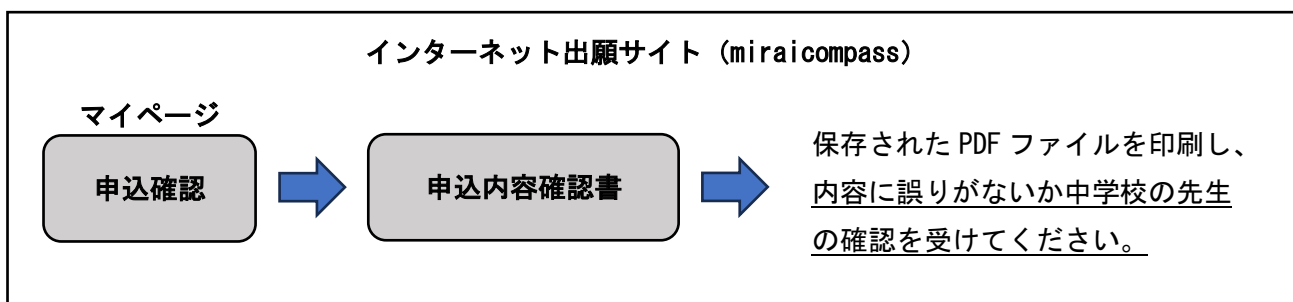 インターネット出願サイト（miraicompass）
マイページ
申込確認
申込内容確認書
保存された PDF ファイルを印刷し、
内容に誤りがないか中学校の先生
の確認を受けてください。